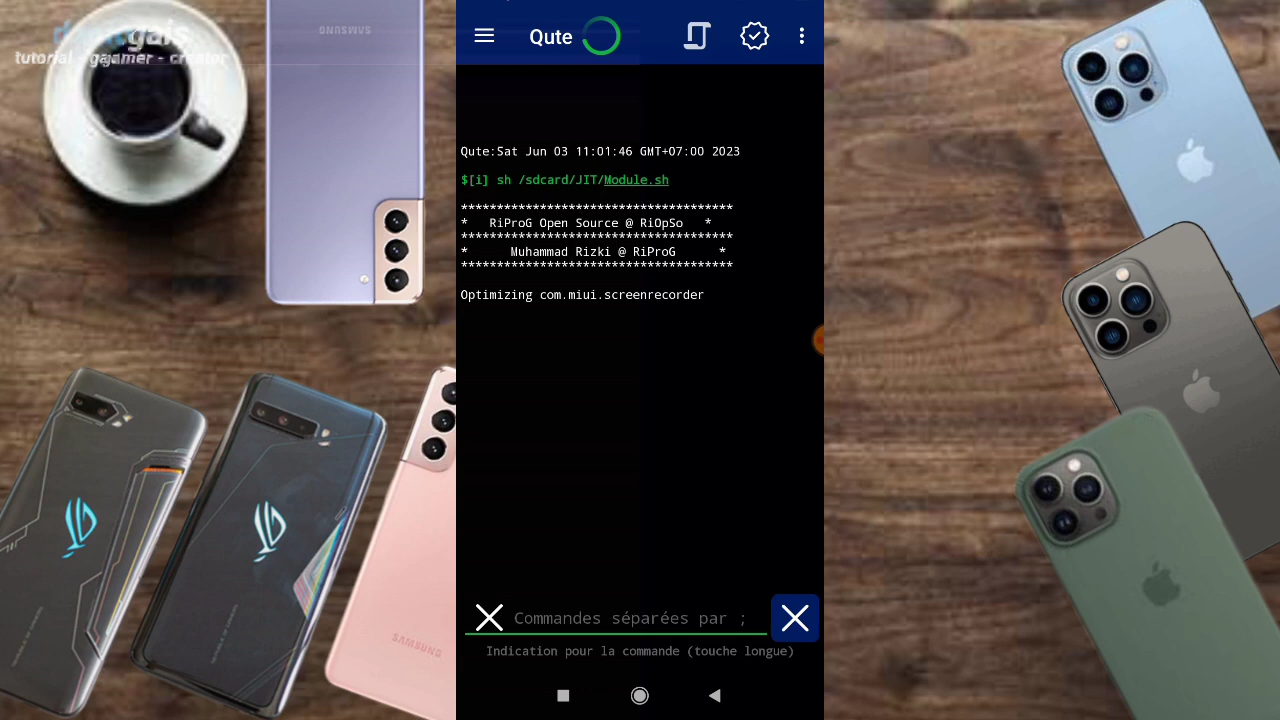 gais
tutorial - gajamer - creator
SAMSUNG
Qute
Qute:Sat Jun 03 11:01:46 GMT+07:00 2023
$[i] sh /sdcard/JIT/Module.sh
*************************************
* RiProG Open Source @ RiOpSo *
*************************************
* Muhammad Rizki @ RiProG *
*************************************
Optimizing com.miui.screenrecorder
Commandes séparées par ;
Indication pour la commande (touche longue)
SAMSUNG